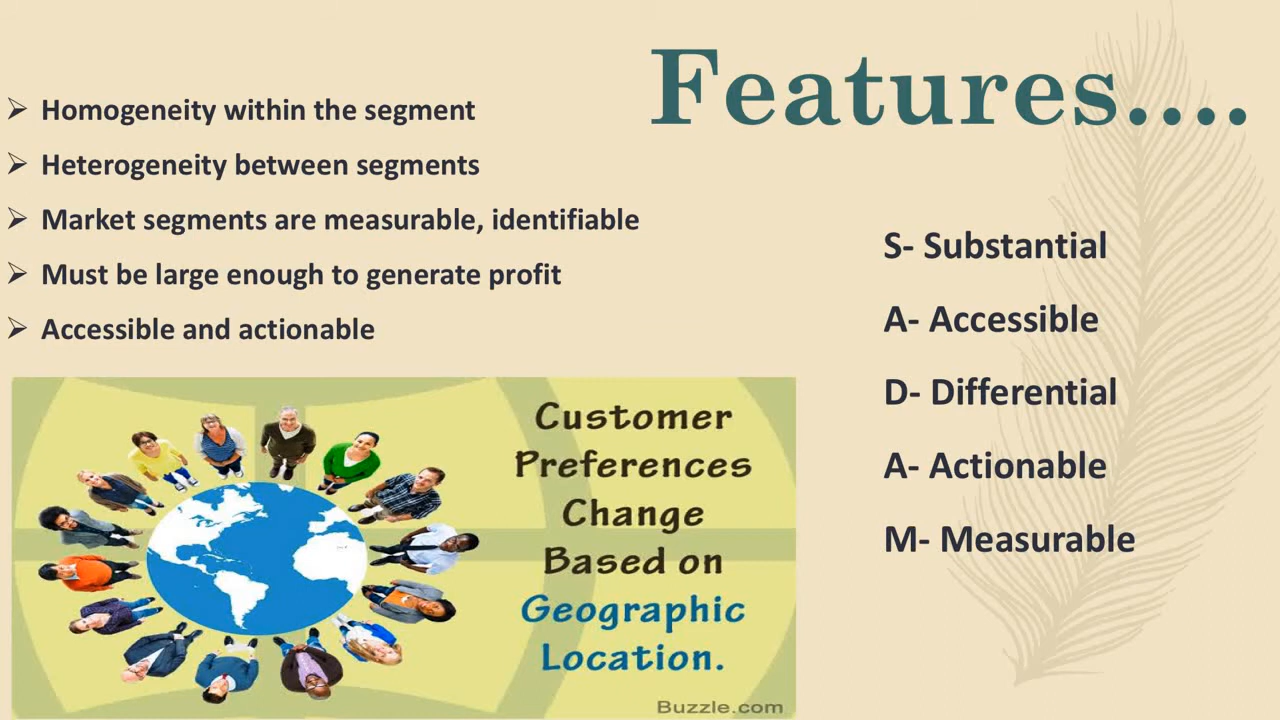 Features....
➢ Homogeneity within the segment
➢ Heterogeneity between segments
➢ Market segments are measurable, identifiable
➢ Must be large enough to generate profit
➢ Accessible and actionable
S- Substantial
A- Accessible
D- Differential
A- Actionable
M- Measurable
Customer
Preferences
Change
Based on
Geographic
Location.
Buzzle.com